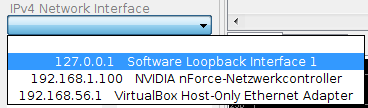 IPv4 Network Interface
127.0.0.1 Software Loopback Interface 1
192.168.1.100 NVIDIA nForce-Netzwerkcontroller
192.168.56.1 VirtualBox Host-Only Ethernet Adapter